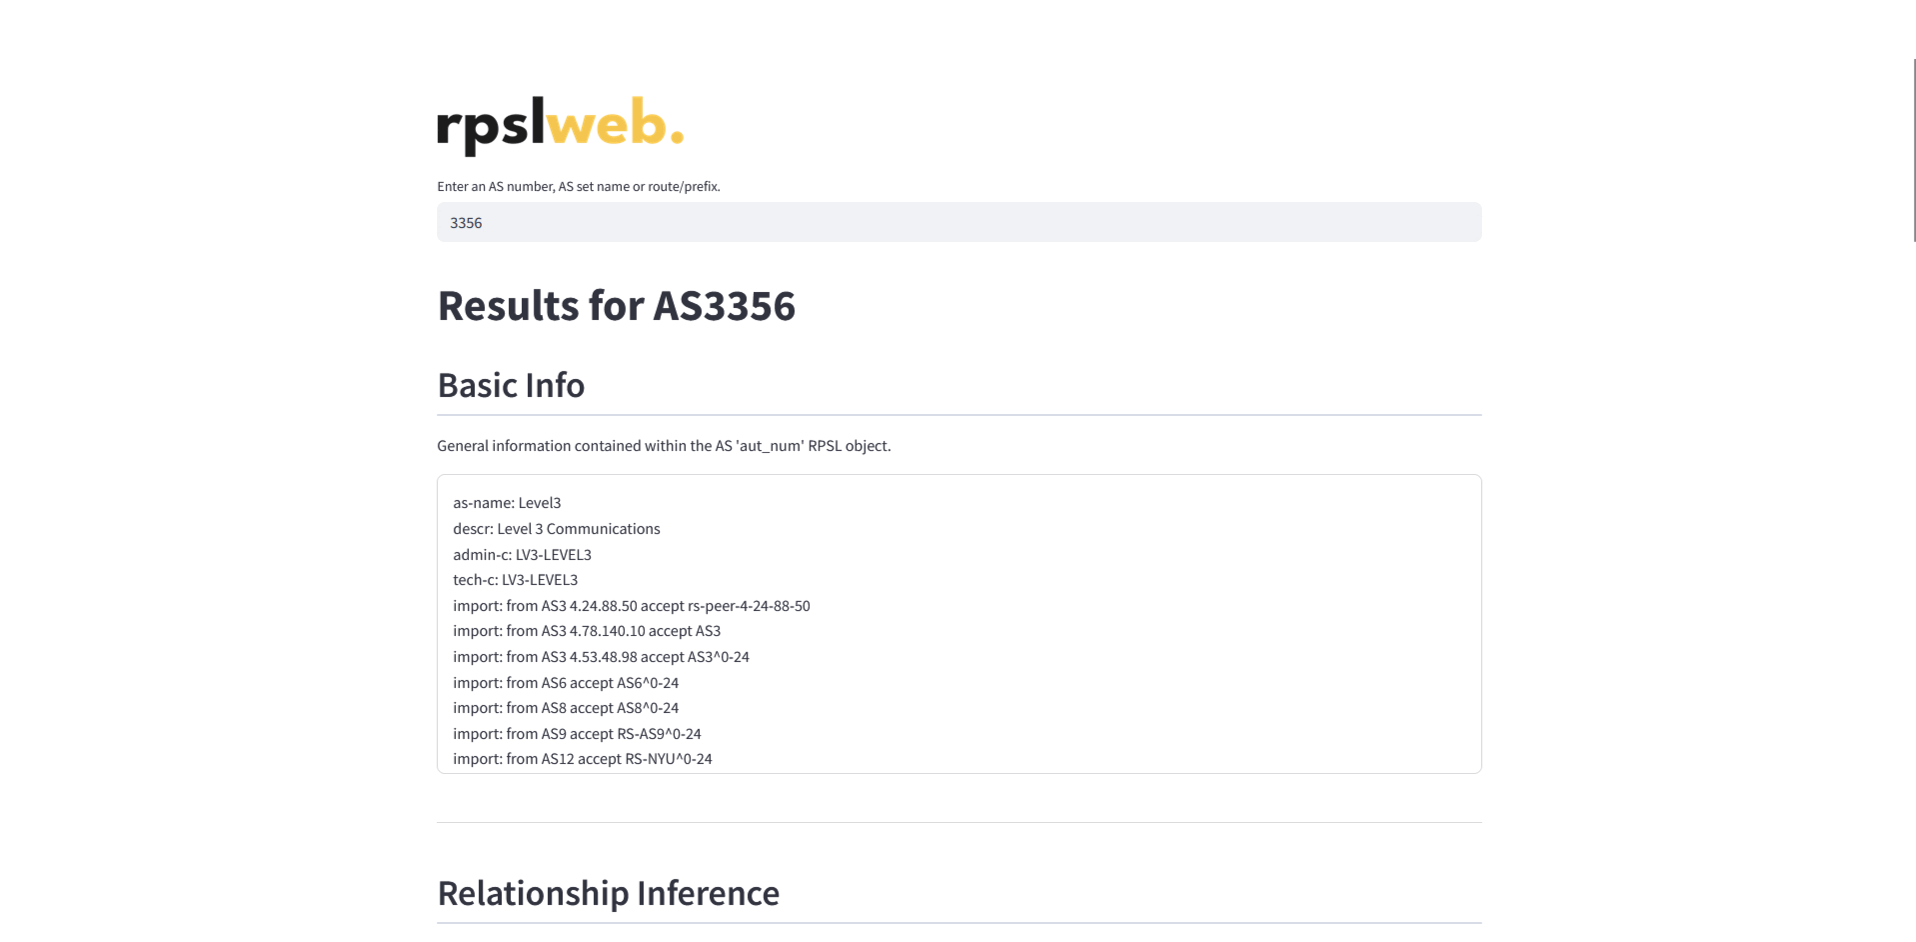 rpslweb.
Enter an AS number, AS set name or route/prefix.
3356
Results for AS3356
Basic Info
General information contained within the AS 'aut_num' RPSL object.
as-name: Level3
descr: Level 3 Communications
admin-c: LV3-LEVEL3
tech-c: LV3-LEVEL3
import: from AS3 4.24.88.50 accept rs-peer-4-24-88-50
import: from AS3 4.78.140.10 accept AS3
import: from AS3 4.53.48.98 accept AS3^0-24
import: from AS6 accept AS6^0-24
import: from AS8 accept AS8^0-24
import: from AS9 accept RS-AS9^0-24
import: from AS12 accept RS-NYU^0-24
Relationship Inference